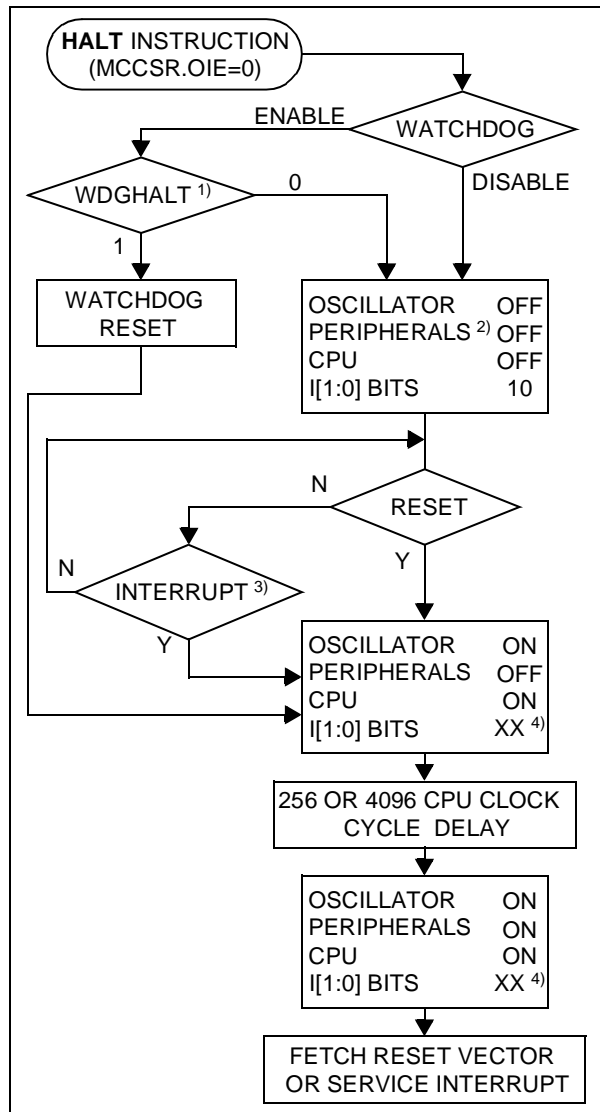 HALT INSTRUCTION
(MCCSR.OIE=0)
ENABLE
WATCHDOG
WDGHALT 1)
0
DISABLE
1
WATCHDOG
RESET
OSCILLATOR OFF
PERIPHERALS 2) OFF
CPU OFF
I[1:0] BITS 10
N
RESET
N
INTERRUPT 3)
Y
Y
OSCILLATOR ON
PERIPHERALS OFF
CPU ON
I[1:0] BITS XX 4)
256 OR 4096 CPU CLOCK
CYCLE DELAY
OSCILLATOR ON
PERIPHERALS ON
CPU ON
I[1:0] BITS XX 4)
FETCH RESET VECTOR
OR SERVICE INTERRUPT